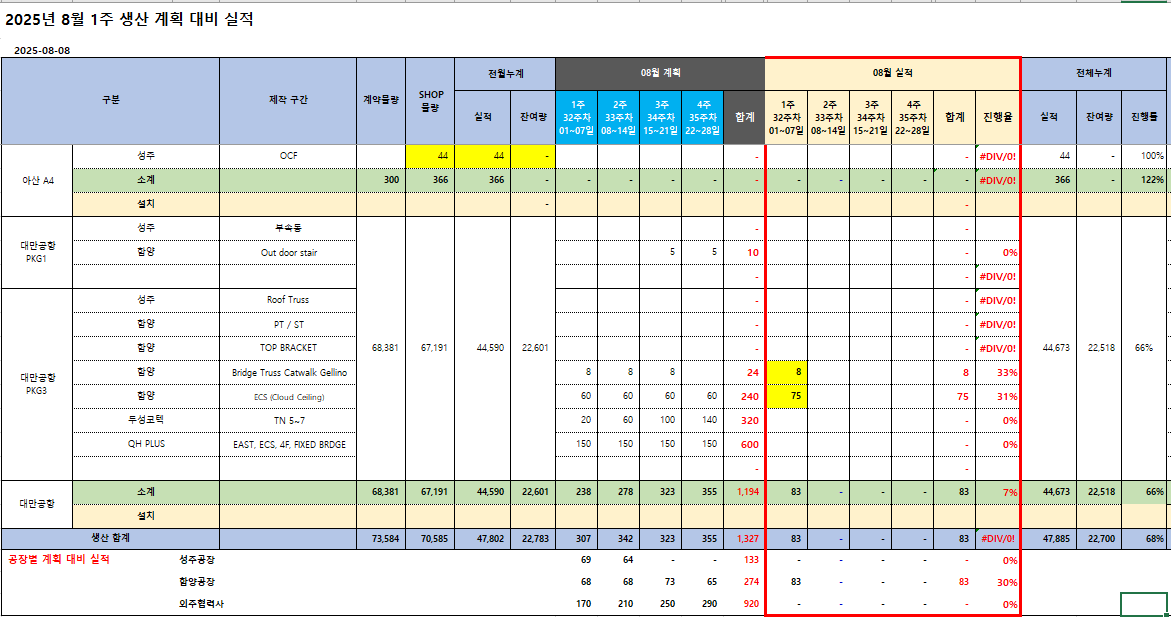 2025년 8월 1주 생산 계획 대비 실적
2025-08-08
구분 제작 구간 계약물량 SHOP 물량 전월누계 08월 계획 08월 실적 전체누계
실적 잔여량 1주 32주차 01~07일 2주 33주차 08~14일 3주 34주차 15~21일 4주 35주차 22~28일 합계 1주 32주차 01~07일 2주 33주차 08~14일 3주 34주차 15~21일 4주 35주차 22~28일 합계 진행율 실적 잔여량 진행률
아산 A4 성주 OCF 44 44 - - - #DIV/0! 44 - 100%
소계 300 366 366 - - - - - - - - - - - #DIV/0! 366 - 122%
설치 - -
대만공항 PKG1 성주 부속동 - -
함양 Out door stair 5 5 10 - 0%
- - #DIV/0!
대만공항 PKG3 성주 Roof Truss - - #DIV/0!
함양 PT / ST - - #DIV/0!
함양 TOP BRACKET 68,381 67,191 44,590 22,601 - - #DIV/0! 44,673 22,518 66%
함양 Bridge Truss Catwalk Gellino 8 8 8 24 8 8 33%
함양 ECS (Cloud Ceilling) 60 60 60 60 240 75 75 31%
두성코텍 TN 5~7 20 60 100 140 320 - 0%
QH PLUS EAST, ECS, 4F, FIXED BRDGE 150 150 150 150 600 - 0%
- -
대만공항 소계 68,381 67,191 44,590 22,601 238 278 323 355 1,194 83 - - - 83 7% 44,673 22,518 66%
설치
생산 합계 73,584 70,585 47,802 22,783 307 342 323 355 1,327 83 - - - 83 #DIV/0! 47,885 22,700 68%
공장별 계획 대비 실적 성주공장 69 64 - - 133 - - - - - 0%
함양공장 68 68 73 65 274 83 - - - 83 30%
외주협력사 170 210 250 290 920 - - - - - 0%